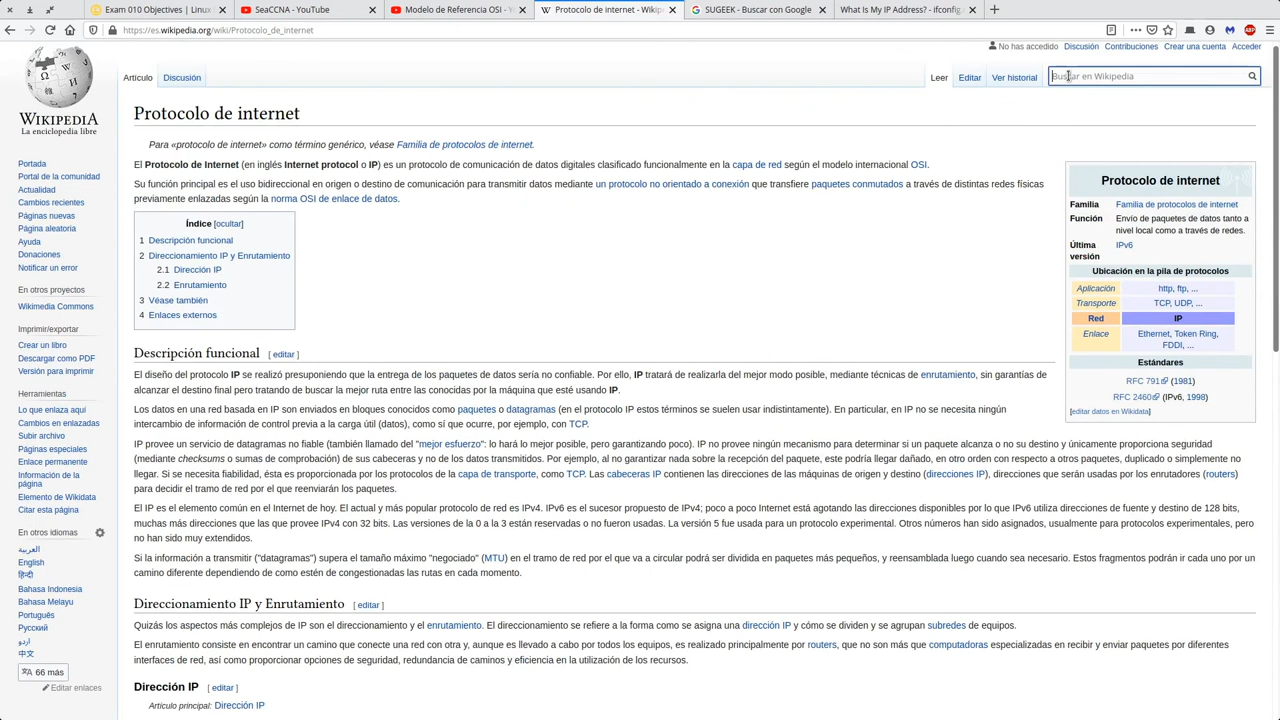 Exam 010 Objectives | Linux
SeaCCNA - YouTube
Modelo de Referencia OSI - Y
Protocolo de internet - Wikip
SUGEEK - Buscar con Google
What Is My IP Address? - ifconfig.
https://es.wikipedia.org/wiki/Protocolo_de_internet
No has accedido Discusión Contribuciones Crear una cuenta Acceder
Artículo Discusión
Leer Editar Ver historial
Buscar en Wikipedia
WIKIPEDIA
La enciclopedia libre
Portada
Portal de la comunidad
Actualidad
Cambios recientes
Páginas nuevas
Página aleatoria
Ayuda
Donaciones
Notificar un error
En otros proyectos
Wikimedia Commons
Imprimir/exportar
Crear un libro
Descargar como PDF
Versión para imprimir
Herramientas
Lo que enlaza aquí
Cambios en enlazadas
Subir archivo
Páginas especiales
Enlace permanente
Información de la
página
Elemento de Wikidata
Citar esta página
En otros idiomas
العربية
English
हिन्दी
Bahasa Indonesia
Bahasa Melayu
Português
Русский
اردو
中文
66 más
Editar enlaces
Protocolo de internet
Para «protocolo de internet» como término genérico, véase Familia de protocolos de internet.
El Protocolo de Internet (en inglés Internet protocol o IP) es un protocolo de comunicación de datos digitales clasificado funcionalmente en la capa de red según el modelo internacional OSI.
Su función principal es el uso bidireccional en origen o destino de comunicación para transmitir datos mediante un protocolo no orientado a conexión que transfiere paquetes conmutados a través de distintas redes físicas
previamente enlazadas según la norma OSI de enlace de datos.
Índice [ocultar]
1 Descripción funcional
2 Direccionamiento IP y Enrutamiento
2.1 Dirección IP
2.2 Enrutamiento
3 Véase también
4 Enlaces externos
Protocolo de internet
Familia Familia de protocolos de internet
Función Envío de paquetes de datos tanto a
nivel local como a través de redes.
Última IPv6
versión
Ubicación en la pila de protocolos
Aplicación http, ftp, ...
Transporte TCP, UDP, ...
Red IP
Enlace Ethernet, Token Ring,
FDDI, ...
Estándares
RFC 791 (1981)
RFC 2460 (IPv6, 1998)
[editar datos en Wikidata]
Descripción funcional [ editar ]
El diseño del protocolo IP se realizó presuponiendo que la entrega de los paquetes de datos sería no confiable. Por ello, IP tratará de realizarla del mejor modo posible, mediante técnicas de enrutamiento, sin garantías de
alcanzar el destino final pero tratando de buscar la mejor ruta entre las conocidas por la máquina que esté usando IP.
Los datos en una red basada en IP son enviados en bloques conocidos como paquetes o datagramas (en el protocolo IP estos términos se suelen usar indistintamente). En particular, en IP no se necesita ningún
intercambio de información de control previa a la carga útil (datos), como sí que ocurre, por ejemplo, con TCP.
IP provee un servicio de datagramas no fiable (también llamado del "mejor esfuerzo": lo hará lo mejor posible, pero garantizando poco). IP no provee ningún mecanismo para determinar si un paquete alcanza o no su destino y únicamente proporciona seguridad
(mediante checksums o sumas de comprobación) de sus cabeceras y no de los datos transmitidos. Por ejemplo, al no garantizar nada sobre la recepción del paquete, este podría llegar dañado, en otro orden con respecto a otros paquetes, duplicado o simplemente no
llegar. Si se necesita fiabilidad, ésta es proporcionada por los protocolos de la capa de transporte, como TCP. Las cabeceras IP contienen las direcciones de las máquinas de origen y destino (direcciones IP), direcciones que serán usadas por los enrutadores (routers)
para decidir el tramo de red por el que reenviarán los paquetes.
El IP es el elemento común en el Internet de hoy. El actual y más popular protocolo de red es IPv4. IPv6 es el sucesor propuesto de IPv4; poco a poco Internet está agotando las direcciones disponibles por lo que IPv6 utiliza direcciones de fuente y destino de 128 bits,
muchas más direcciones que las que provee IPv4 con 32 bits. Las versiones de la 0 a la 3 están reservadas o no fueron usadas. La versión 5 fue usada para un protocolo experimental. Otros números han sido asignados, usualmente para protocolos experimentales, pero
no han sido muy extendidos.
Si la información a transmitir ("datagramas") supera el tamaño máximo "negociado" (MTU) en el tramo de red por el que va a circular podrá ser dividida en paquetes más pequeños, y reensamblada luego cuando sea necesario. Estos fragmentos podrán ir cada uno por un
camino diferente dependiendo de como estén de congestionadas las rutas en cada momento.
Direccionamiento IP y Enrutamiento [ editar ]
Quizás los aspectos más complejos de IP son el direccionamiento y el enrutamiento. El direccionamiento se refiere a la forma como se asigna una dirección IP y cómo se dividen y se agrupan subredes de equipos.
El enrutamiento consiste en encontrar un camino que conecte una red con otra y, aunque es llevado a cabo por todos los equipos, es realizado principalmente por routers, que no son más que computadoras especializadas en recibir y enviar paquetes por diferentes
interfaces de red, así como proporcionar opciones de seguridad, redundancia de caminos y eficiencia en la utilización de los recursos.
Dirección IP [ editar ]
Artículo principal: Dirección IP